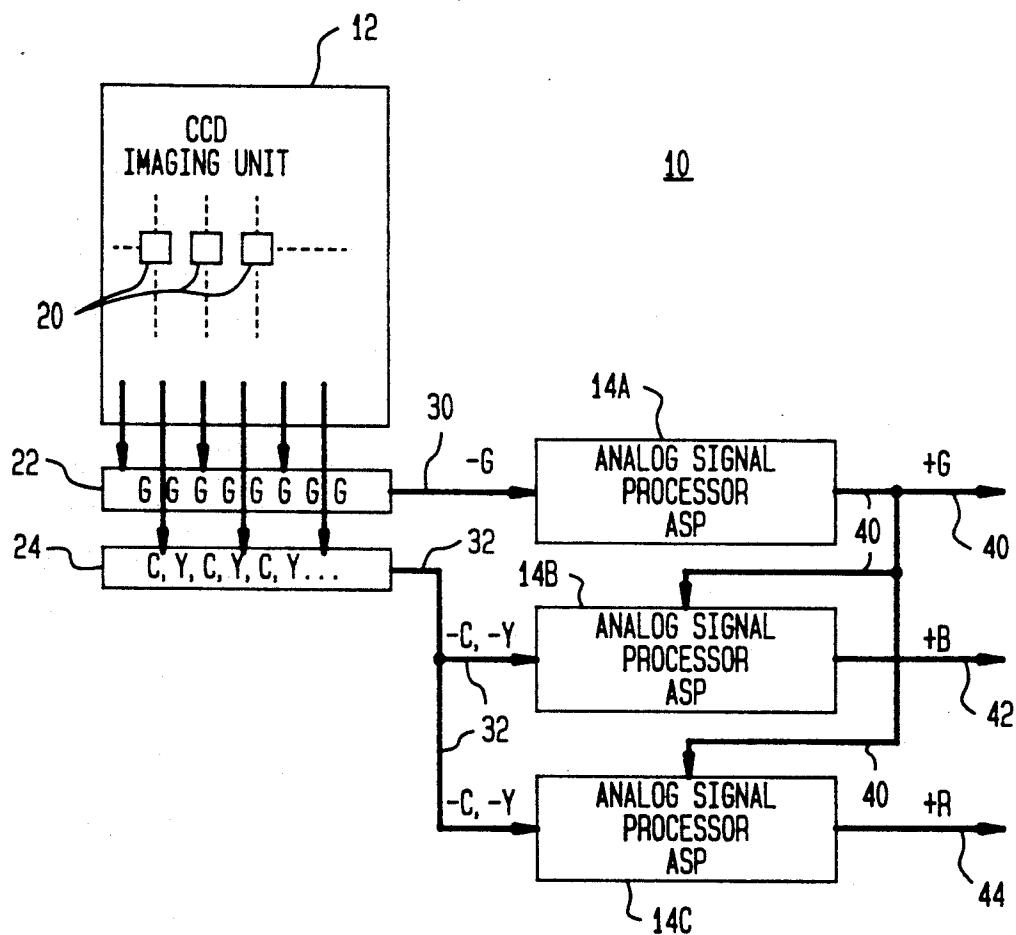 12
CCD
IMAGING UNIT
10
20
14A
30
-G
ANALOG SIGNAL
PROCESSOR
ASP
+G
22
G G G G G G G G
40
40
24
C, Y, C, Y, C, Y...
32
40
14B
-C, -Y
ANALOG SIGNAL
PROCESSOR
ASP
+B
32
42
40
-C, -Y
ANALOG SIGNAL
PROCESSOR
ASP
+R
44
14C